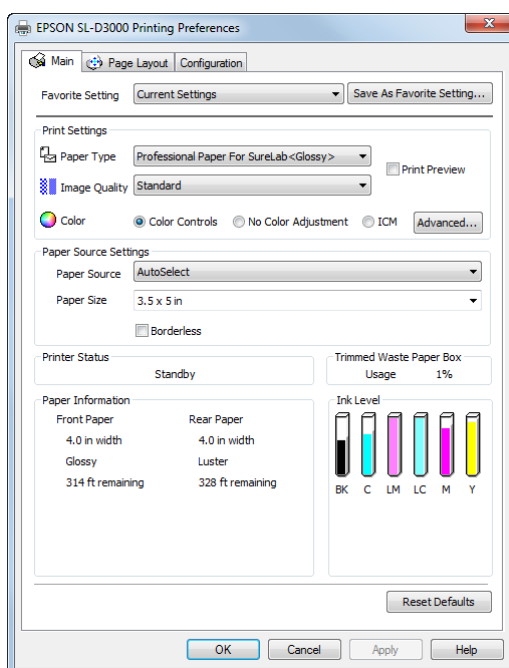 EPSON SL-D3000 Printing Preferences
Main Page Layout Configuration
Favorite Setting Current Settings Save As Favorite Setting...
Print Settings
Paper Type Professional Paper For SureLab<Glossy> Print Preview
Image Quality Standard
Color Color Controls No Color Adjustment ICM Advanced...
Paper Source Settings
Paper Source AutoSelect
Paper Size 3.5 x 5 in
Borderless
Printer Status
Standby
Trimmed Waste Paper Box
Usage 1%
Paper Information
Front Paper Rear Paper
4.0 in width 4.0 in width
Glossy Luster
314 ft remaining 328 ft remaining
Ink Level
BK C LM LC M Y
Reset Defaults
OK Cancel Apply Help